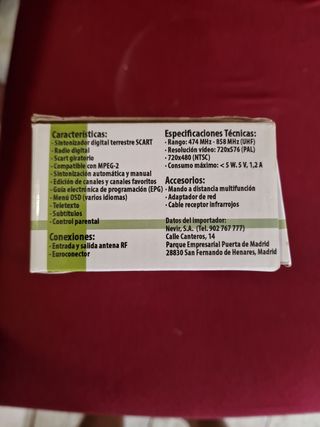 Características:
- Sintonizador digital terrestre SCART
- Radio digital
- Scart giratorio
- Compatible con MPEG-2
- Sintonización automática y manual
- Edición de canales y canales favoritos
- Guía electrónica de programación (EPG)
- Menú OSD (varios idiomas)
- Teletexto
- Subtítulos
- Control parental
Conexiones:
- Entrada y salida antena RF
- Euroconector
Especificaciones Técnicas:
- Rango: 474 MHz - 858 MHz (UHF)
- Resolución vídeo: 720x576 (PAL)
- 720x480 (NTSC)
- Consumo máximo: < 5 W. 5 V, 1,2 A
Accesorios:
- Mando a distancia multifunción
- Adaptador de red
- Cable receptor infrarrojos
Datos del importador:
Nevir, S.A. (Tel. 902 767 777)
Calle Canteros, 14
Parque Empresarial Puerta de Madrid
28830 San Fernando de Henares, Madrid